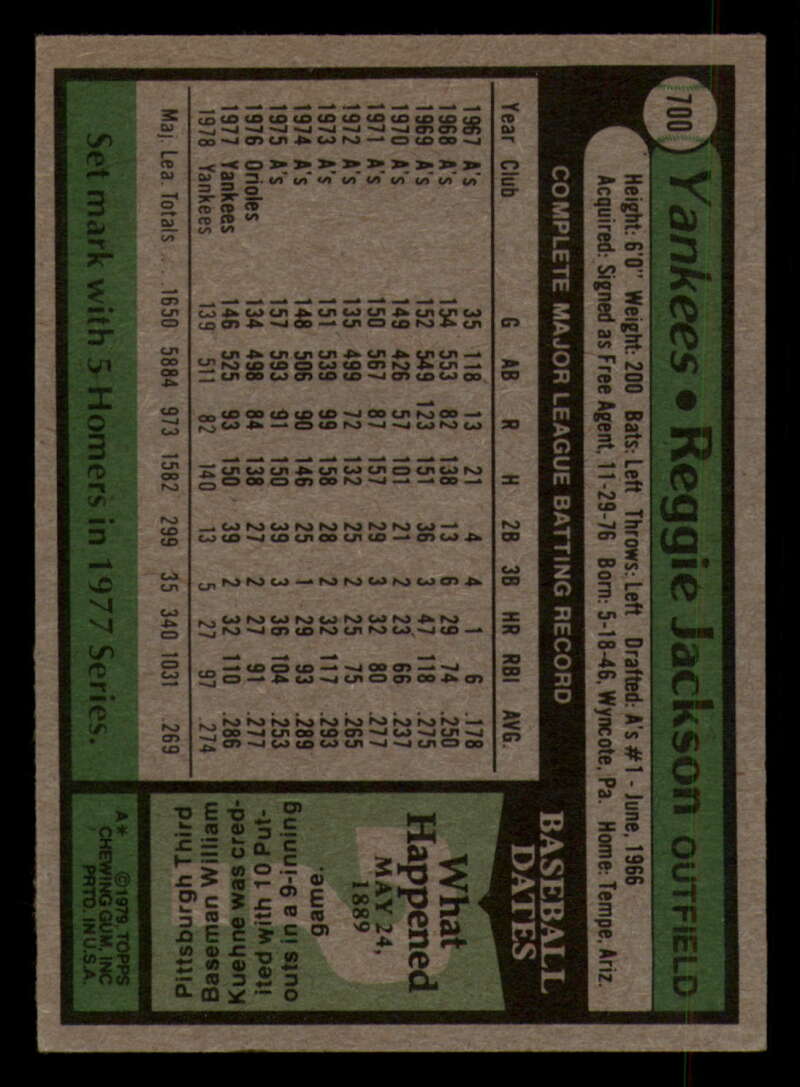 700 Yankees • Reggie Jackson OUTFIELD
Height: 6'0" Weight: 200 Bats: Left Throws: Left Drafted: A's #1 - June, 1966
Acquired: Signed as Free Agent, 11-29-76 Born: 5-18-46, Wyncote, Pa. Home: Tempe, Ariz.
COMPLETE MAJOR LEAGUE BATTING RECORD
Year Club G AB R H 2B 3B HR RBI AVG.
1967 A's 35 118 13 21 4 4 1 6 .178
1968 A's 154 553 82 138 13 6 29 74 .250
1969 A's 152 549 123 151 36 3 47 118 .275
1970 A's 149 426 57 101 21 2 23 66 .237
1971 A's 150 567 87 157 29 3 32 80 .277
1972 A's 135 499 72 132 25 2 25 75 .265
1973 A's 151 539 99 158 28 2 32 117 .293
1974 A's 148 506 90 146 25 1 29 93 .289
1975 A's 157 593 91 150 39 3 36 104 .253
1976 Orioles 134 498 84 138 27 2 27 91 .277
1977 Yankees 146 525 93 150 39 2 32 110 .286
1978 Yankees 139 511 82 140 13 5 27 97 .274
Maj. Lea. Totals . . 1650 5884 973 1582 299 35 340 1031 .269
Set mark with 5 Homers in 1977 Series.
BASEBALL
DATES
What
Happened
MAY 24,
1889
Pittsburgh Third
Baseman William
Kuehne was cred-
ited with 10 Put-
outs in a 9-inning
game.
A* ©1979, TOPPS
CHEWING GUM, INC
PRTD. IN U.S.A.